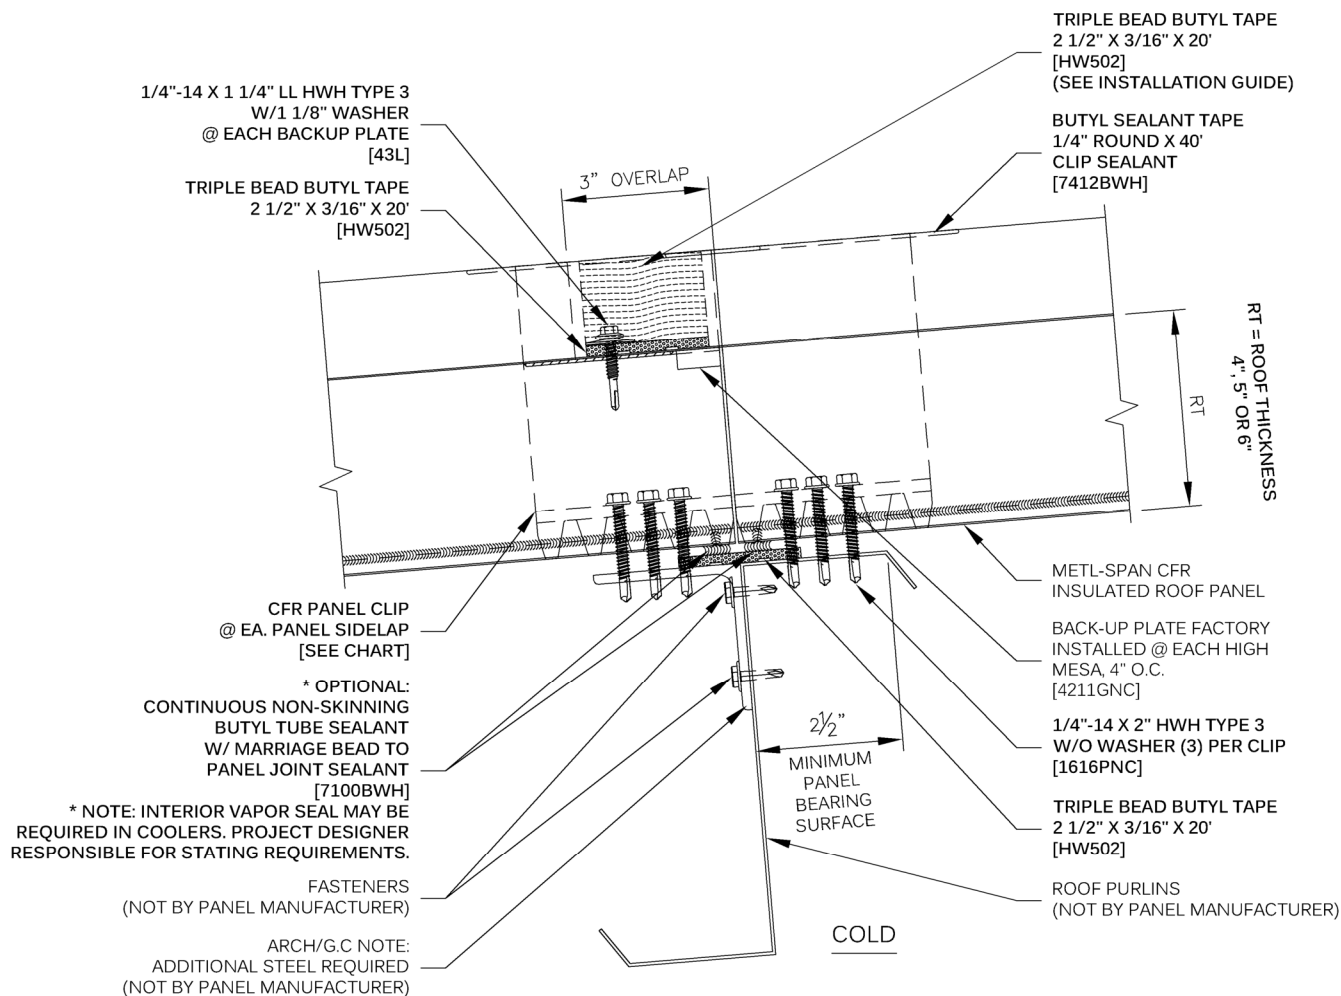 TRIPLE BEAD BUTYL TAPE
2 1/2" X 3/16" X 20'
[HW502]
(SEE INSTALLATION GUIDE)
1/4"-14 X 1 1/4" LL HWH TYPE 3
W/1 1/8" WASHER
@ EACH BACKUP PLATE
[43L]
BUTYL SEALANT TAPE
1/4" ROUND X 40'
CLIP SEALANT
[7412BWH]
TRIPLE BEAD BUTYL TAPE
2 1/2" X 3/16" X 20'
[HW502]
3" OVERLAP
RT = ROOF THICKNESS
4", 5" OR 6"
RT
CFR PANEL CLIP
@ EA. PANEL SIDELAP
[SEE CHART]
METL-SPAN CFR
INSULATED ROOF PANEL
BACK-UP PLATE FACTORY
INSTALLED @ EACH HIGH
MESA, 4" O.C.
[4211GNC]
* OPTIONAL:
CONTINUOUS NON-SKINNING
BUTYL TUBE SEALANT
W/ MARRIAGE BEAD TO
PANEL JOINT SEALANT
[7100BWH]
* NOTE: INTERIOR VAPOR SEAL MAY BE
REQUIRED IN COOLERS. PROJECT DESIGNER
RESPONSIBLE FOR STATING REQUIREMENTS.
2½"
MINIMUM
PANEL
BEARING
SURFACE
1/4"-14 X 2" HWH TYPE 3
W/O WASHER (3) PER CLIP
[1616PNC]
TRIPLE BEAD BUTYL TAPE
2 1/2" X 3/16" X 20'
[HW502]
FASTENERS
(NOT BY PANEL MANUFACTURER)
ROOF PURLINS
(NOT BY PANEL MANUFACTURER)
ARCH/G.C NOTE:
ADDITIONAL STEEL REQUIRED
(NOT BY PANEL MANUFACTURER)
COLD